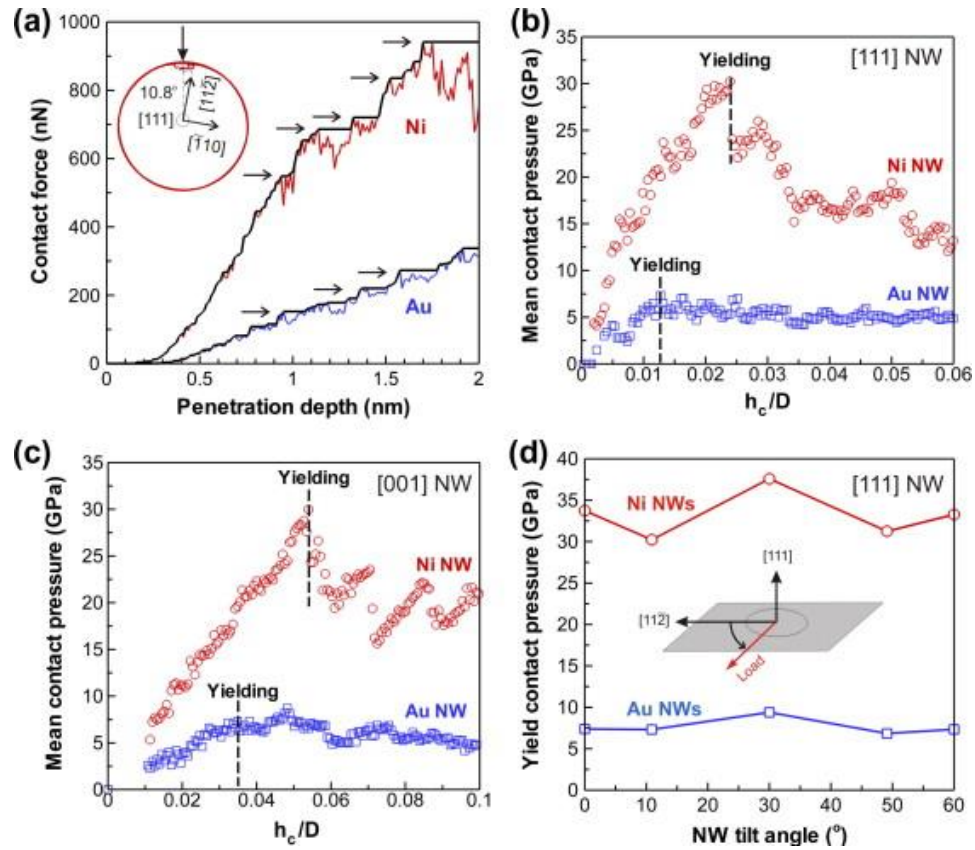 (a)
1000
800
600
400
200
0
Contact force (nN)
0 0.5 1 1.5 2
Penetration depth (nm)
10.8°
[111]
[112̄]
[1̄10]
Ni
Au
(b)
35
30
25
20
15
10
5
0
Mean contact pressure (GPa)
0 0.01 0.02 0.03 0.04 0.05 0.06
h_c/D
[111] NW
Yielding
Ni NW
Yielding
Au NW
(c)
35
30
25
20
15
10
5
0
Mean contact pressure (GPa)
0 0.02 0.04 0.06 0.08 0.1
h_c/D
[001] NW
Yielding
Ni NW
Yielding
Au NW
(d)
40
35
30
25
20
15
10
5
0
Yield contact pressure (GPa)
0 10 20 30 40 50 60
NW tilt angle (°)
[111] NW
Ni NWs
[111]
[112̄]
Load
Au NWs